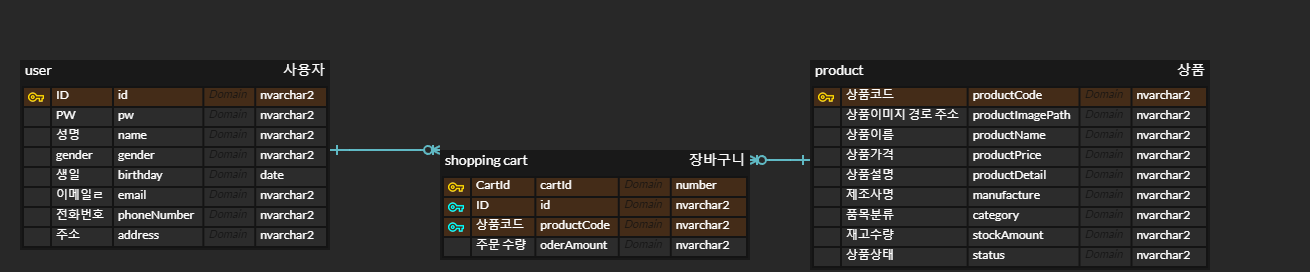 user 사용자
ID id Domain nvarchar2
PW pw Domain nvarchar2
성명 name Domain nvarchar2
gender gender Domain nvarchar2
생일 birthday Domain date
이메일ㄹ email Domain nvarchar2
전화번호 phoneNumber Domain nvarchar2
주소 address Domain nvarchar2
shopping cart 장바구니
CartId cartId Domain number
ID id Domain nvarchar2
상품코드 productCode Domain nvarchar2
주문 수량 oderAmount Domain nvarchar2
product 상품
상품코드 productCode Domain nvarchar2
상품이미지 경로 주소 productImagePath Domain nvarchar2
상품이름 productName Domain nvarchar2
상품가격 productPrice Domain nvarchar2
상품설명 productDetail Domain nvarchar2
제조사명 manufacture Domain nvarchar2
품목분류 category Domain nvarchar2
재고수량 stockAmount Domain nvarchar2
상품상태 status Domain nvarchar2